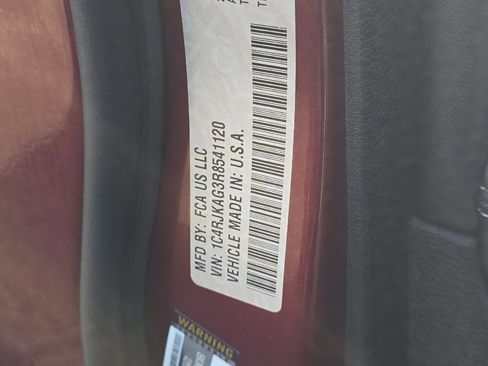 MFD BY: FCA US LLC
VIN: 1C4RJKAG3R8541120
VEHICLE MADE IN: U.S.A.
WARNING